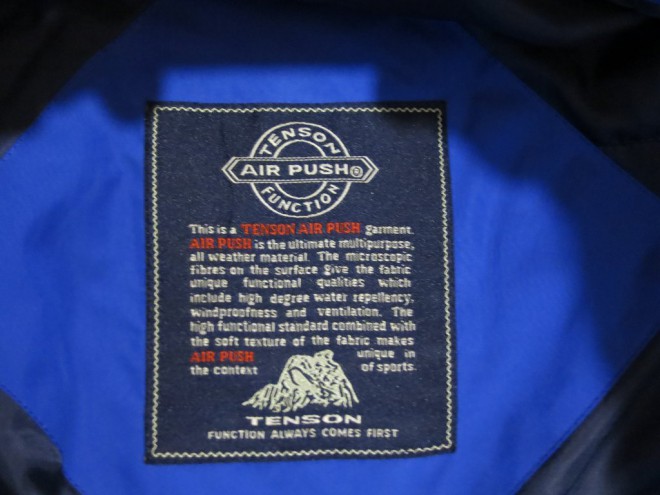 TENSON
AIR PUSH®
FUNCTION
This is a TENSON AIR PUSH garment.
AIR PUSH is the ultimate multipurpose,
all weather material. The microscopic
fibres on the surface give the fabric
unique functional qualities which
include high degree water repellency,
windproofness and ventilation. The
high functional standard combined with
the soft texture of the fabric makes
AIR PUSH unique in
the context of sports.
TENSON
FUNCTION ALWAYS COMES FIRST